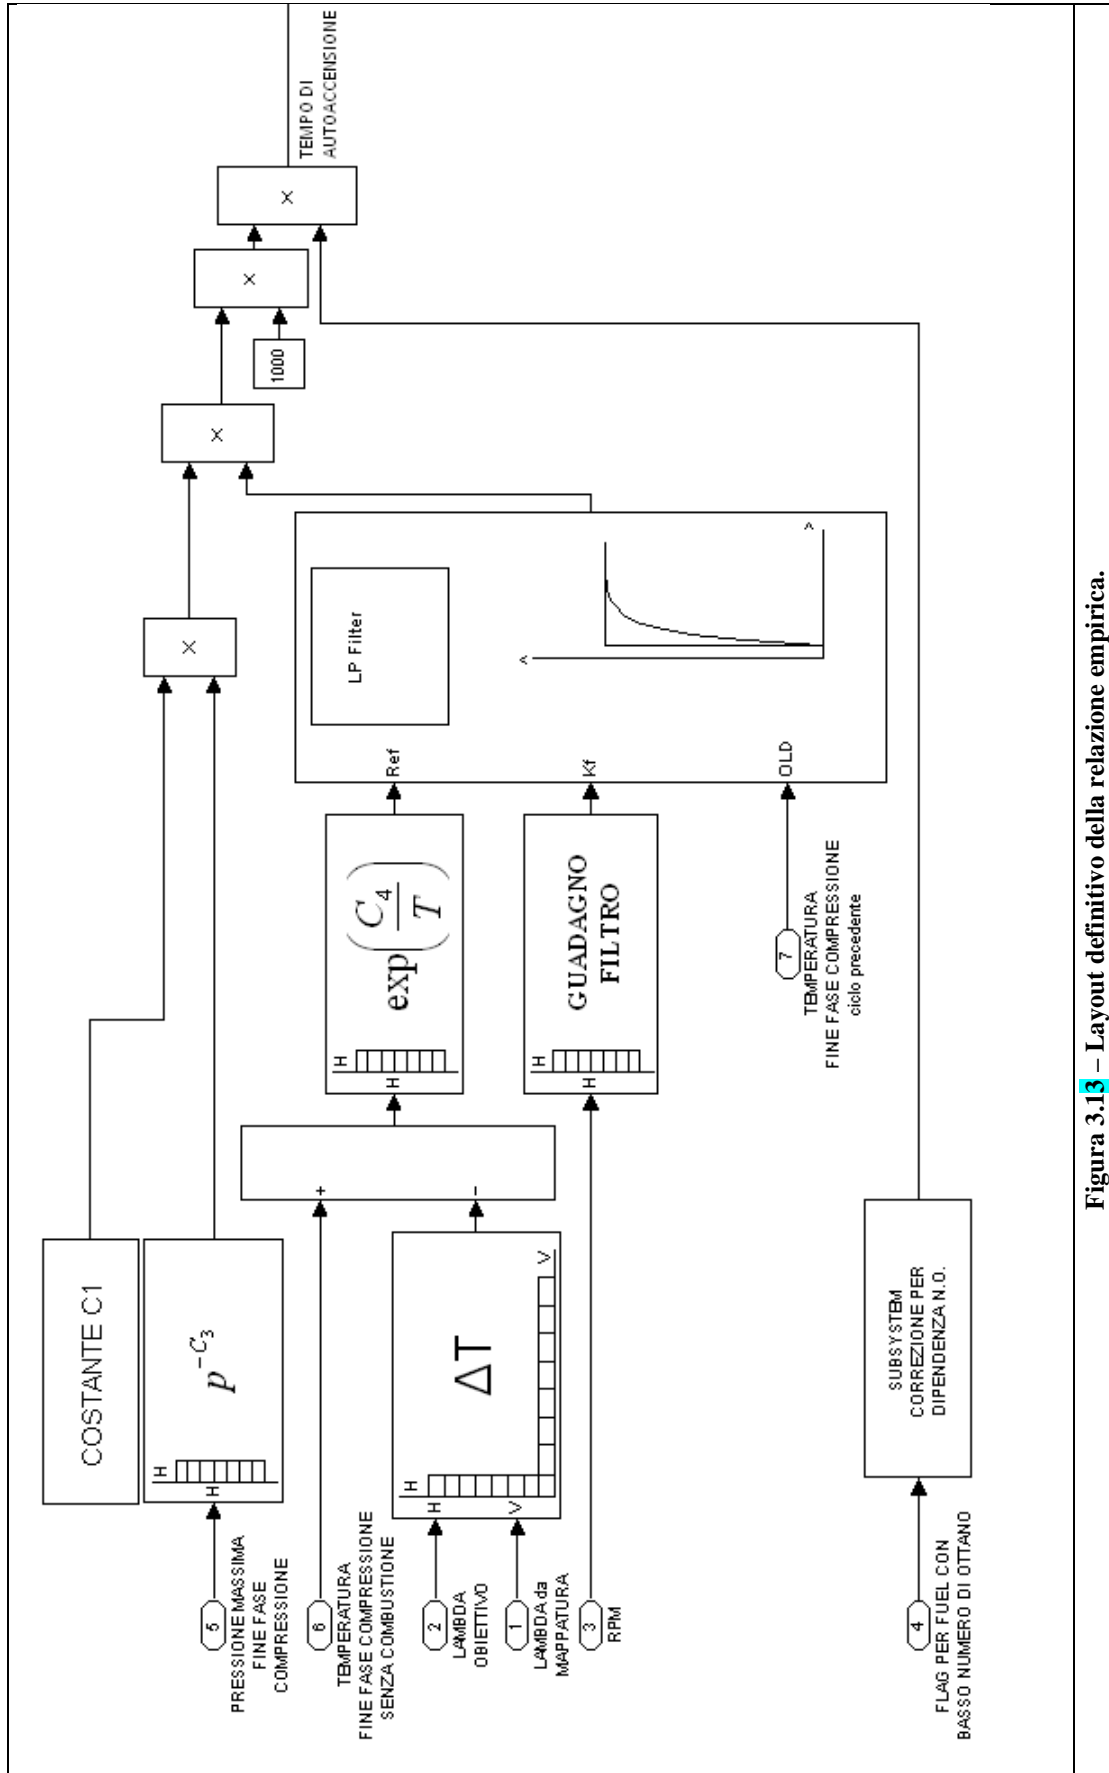 COSTANTE C1
5
PRESSIONE MASSIMA
FINE FASE
COMPRESSIONE
H
H
p^{-C_3}
×
×
1000
×
×
TEMPO DI
AUTOACCENSIONE
6
TEMPERATURA
FINE FASE COMPRESSIONE
SENZA COMBUSTIONE
+
−
2
LAMBDA
OBIETTIVO
1
LAMBDA da
MAPPATURA
H
H
V
V
ΔT
H
H
exp(C_4/T)
Ref
LP Filter
3
RPM
H
H
GUADAGNO
FILTRO
Kf
7
TEMPERATURA
FINE FASE COMPRESSIONE
ciclo precedente
OLD
4
FLAG PER FUEL CON
BASSO NUMERO DI OTTANO
SUBSYSTEM
CORREZIONE PER
DIPENDENZA N.O.
Figura 3.13 – Layout definitivo della relazione empirica.